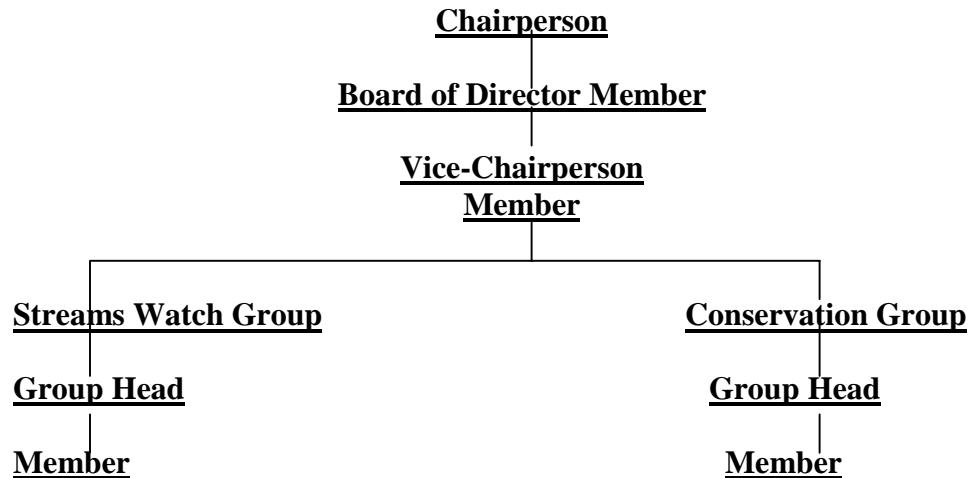 Chairperson
Board of Director Member
Vice-Chairperson
Member
Streams Watch Group
Conservation Group
Group Head
Group Head
Member
Member